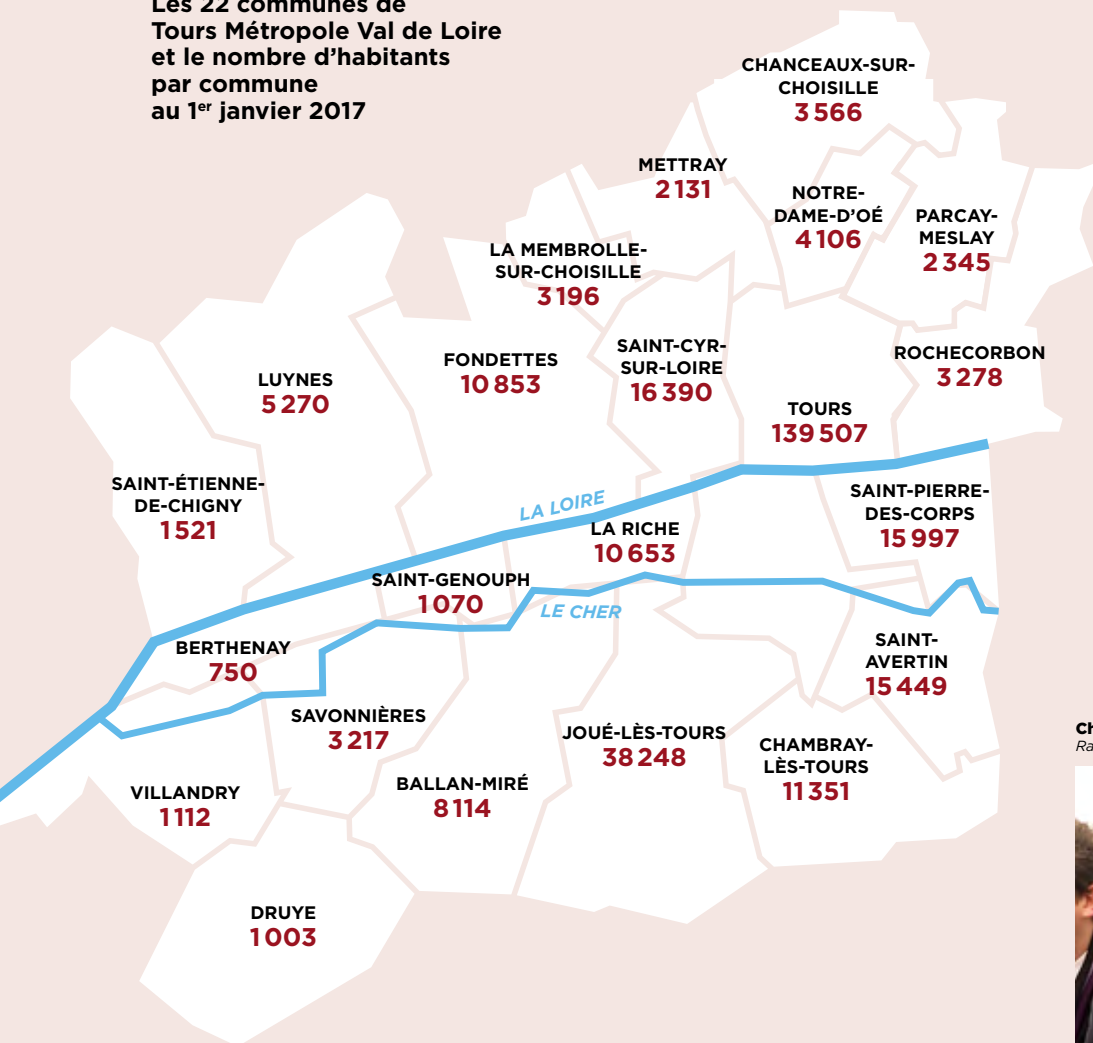 Les 22 communes de
Tours Métropole Val de Loire
et le nombre d'habitants
par commune
au 1er janvier 2017
CHANCEAUX-SUR-
CHOISILLE
3 566
METTRAY
2 131
NOTRE-
DAME-D'OÉ
4 106
PARCAY-
MESLAY
2 345
LA MEMBROLLE-
SUR-CHOISILLE
3 196
SAINT-CYR-
SUR-LOIRE
16 390
ROCHECORBON
3 278
FONDETTES
10 853
LUYNES
5 270
TOURS
139 507
SAINT-ÉTIENNE-
DE-CHIGNY
1 521
SAINT-PIERRE-
DES-CORPS
15 997
LA LOIRE
LA RICHE
10 653
SAINT-GENOUPH
1 070
LE CHER
BERTHENAY
750
SAINT-
AVERTIN
15 449
SAVONNIÈRES
3 217
JOUÉ-LÈS-TOURS
38 248
CHAMBRAY-
LÈS-TOURS
11 351
BALLAN-MIRÉ
8 114
VILLANDRY
1 112
DRUYE
1 003